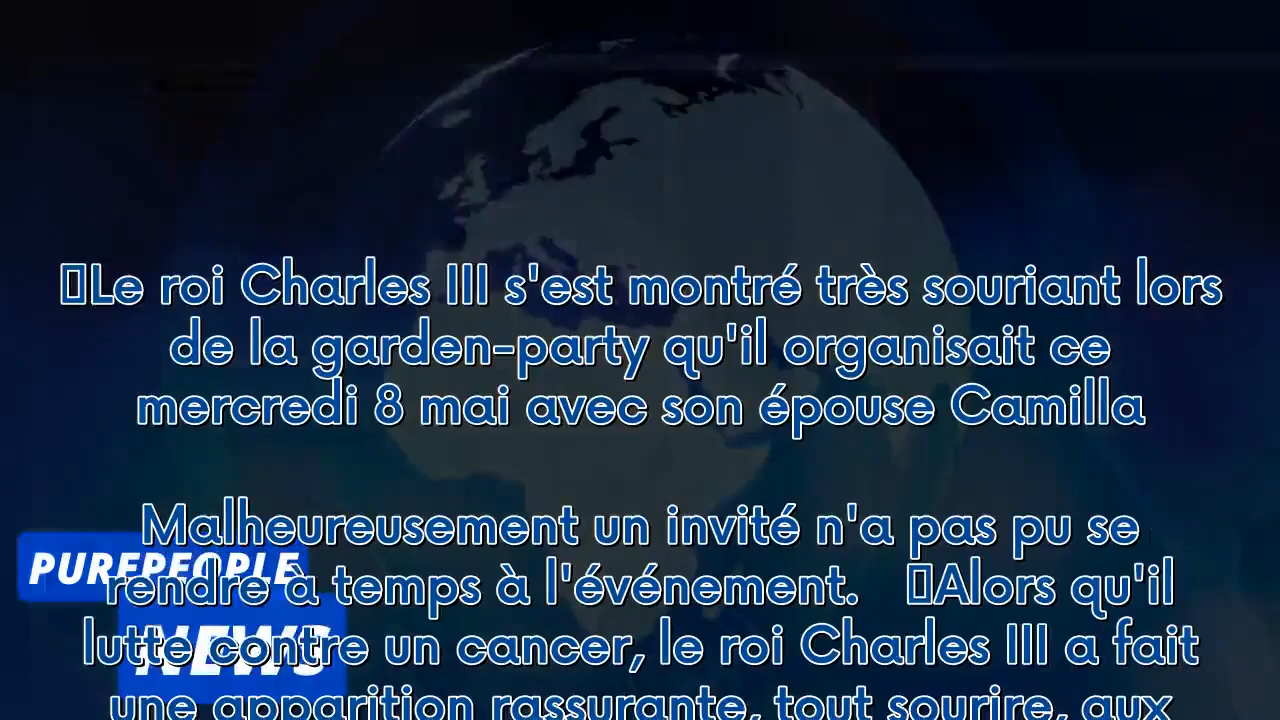 Le roi Charles III s'est montré très souriant lors
de la garden-party qu'il organisait ce
mercredi 8 mai avec son épouse Camilla
Malheureusement un invité n'a pas pu se
PUREPEOPLE
rendre à temps à l'événement. Alors qu'il
NEWS
lutte contre un cancer, le roi Charles III a fait
une apparition rassurante, tout sourire, aux